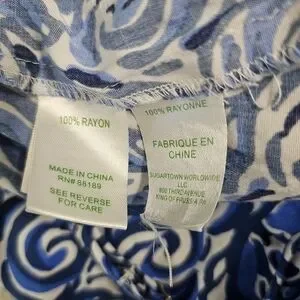 100% RAYON
MADE IN CHINA
RN# 88189
SEE REVERSE
FOR CARE
100% RAYONNE
FABRIQUE EN
CHINE
SUGARTOWN WORLDWIDE
LLC
800 THIRD AVENUE
KING OF PRUSSIA PA